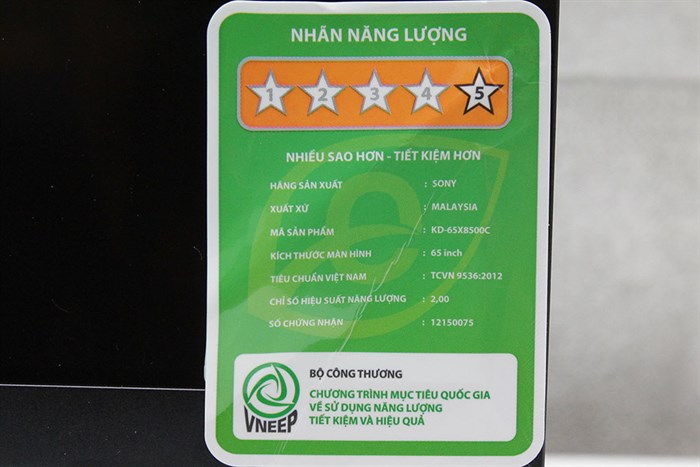 NHÃN NĂNG LƯỢNG
1 2 3 4 5
NHIỀU SAO HƠN - TIẾT KIỆM HƠN
HÃNG SẢN XUẤT : SONY
XUẤT XỨ : MALAYSIA
MÃ SẢN PHẨM : KD-65X8500C
KÍCH THƯỚC MÀN HÌNH : 65 inch
TIÊU CHUẨN VIỆT NAM : TCVN 9536:2012
CHỈ SỐ HIỆU SUẤT NĂNG LƯỢNG : 2,00
SỐ CHỨNG NHẬN : 12150075
BỘ CÔNG THƯƠNG
CHƯƠNG TRÌNH MỤC TIÊU QUỐC GIA
VỀ SỬ DỤNG NĂNG LƯỢNG
TIẾT KIỆM VÀ HIỆU QUẢ
VNEEP